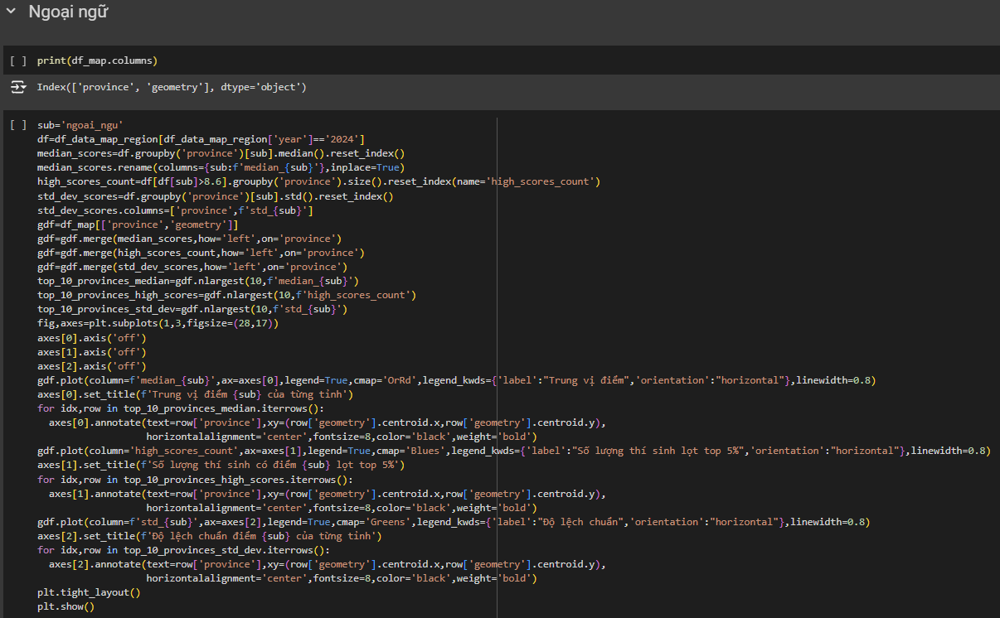 Ngoại ngữ
[ ] print(df_map.columns)
Index(['province', 'geometry'], dtype='object')
[ ] sub='ngoai_ngu'
df=df_data_map_region[df_data_map_region['year']=='2024']
median_scores=df.groupby('province')[sub].median().reset_index()
median_scores.rename(columns={sub:f'median_{sub}'},inplace=True)
high_scores_count=df[df[sub]>8.6].groupby('province').size().reset_index(name='high_scores_count')
std_dev_scores=df.groupby('province')[sub].std().reset_index()
std_dev_scores.columns=['province',f'std_{sub}']
gdf=df_map[['province','geometry']]
gdf=gdf.merge(median_scores,how='left',on='province')
gdf=gdf.merge(high_scores_count,how='left',on='province')
gdf=gdf.merge(std_dev_scores,how='left',on='province')
top_10_provinces_median=gdf.nlargest(10,f'median_{sub}')
top_10_provinces_high_scores=gdf.nlargest(10,f'high_scores_count')
top_10_provinces_std_dev=gdf.nlargest(10,f'std_{sub}')
fig,axes=plt.subplots(1,3,figsize=(28,17))
axes[0].axis('off')
axes[1].axis('off')
axes[2].axis('off')
gdf.plot(column=f'median_{sub}',ax=axes[0],legend=True,cmap='OrRd',legend_kwds={'label':"Trung vị điểm",'orientation':"horizontal"},linewidth=0.8)
axes[0].set_title(f'Trung vị điểm {sub} của từng tỉnh')
for idx,row in top_10_provinces_median.iterrows():
  axes[0].annotate(text=row['province'],xy=(row['geometry'].centroid.x,row['geometry'].centroid.y),
                   horizontalalignment='center',fontsize=8,color='black',weight='bold')
gdf.plot(column='high_scores_count',ax=axes[1],legend=True,cmap='Blues',legend_kwds={'label':"Số lượng thí sinh lọt top 5%",'orientation':"horizontal"},linewidth=0.8)
axes[1].set_title(f'Số lượng thí sinh có điểm {sub} lọt top 5%')
for idx,row in top_10_provinces_high_scores.iterrows():
  axes[1].annotate(text=row['province'],xy=(row['geometry'].centroid.x,row['geometry'].centroid.y),
                   horizontalalignment='center',fontsize=8,color='black',weight='bold')
gdf.plot(column=f'std_{sub}',ax=axes[2],legend=True,cmap='Greens',legend_kwds={'label':"Độ lệch chuẩn",'orientation':"horizontal"},linewidth=0.8)
axes[2].set_title(f'Độ lệch chuẩn điểm {sub} của từng tỉnh')
for idx,row in top_10_provinces_std_dev.iterrows():
  axes[2].annotate(text=row['province'],xy=(row['geometry'].centroid.x,row['geometry'].centroid.y),
                   horizontalalignment='center',fontsize=8,color='black',weight='bold')
plt.tight_layout()
plt.show()